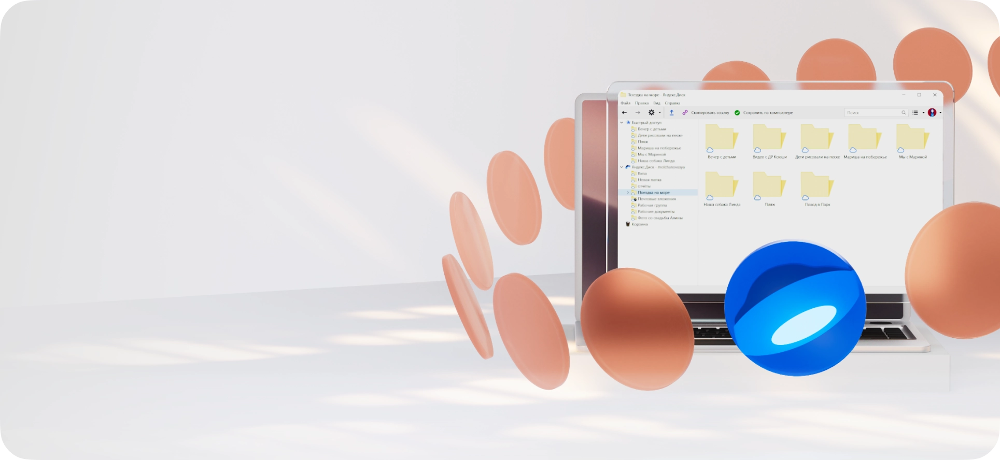 Поездка на море - Яндекс.Диск
Файл Правка Вид Справка
Скопировать ссылку Сохранить на компьютере Поиск
Быстрый доступ
Вечер с детьми
Дети рисовали на песке
Пляж
Мариша на побережье
Мы с Мариной
Наша собака Линда
Яндекс.Диск - molchanovasya
Виза
Новая папка
отчёты
Поездка на море
Почтовые вложения
Рабочая группа
Рабочие документы
Фото со свадьбы Алины
Корзина
Вечер с детьми Видео с ДР Ксюши Дети рисовали на песке Мариша на побережье Мы с Мариной
Наша собака Линда Пляж Поход в Парк